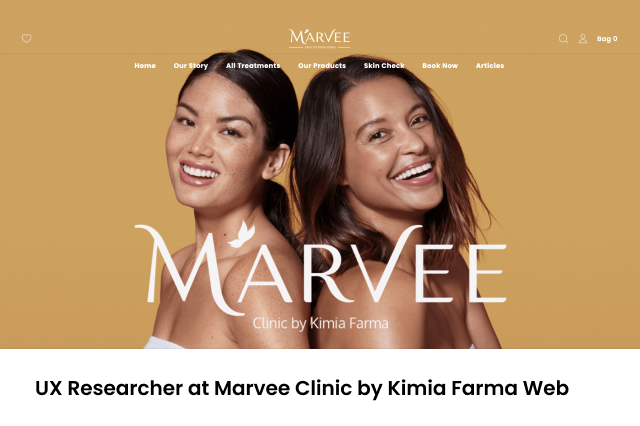 MARVEE
Bag 0
Home Our Story All Treatments Our Products Skin Check Book Now Articles
MARVEE
Clinic by Kimia Farma
UX Researcher at Marvee Clinic by Kimia Farma Web